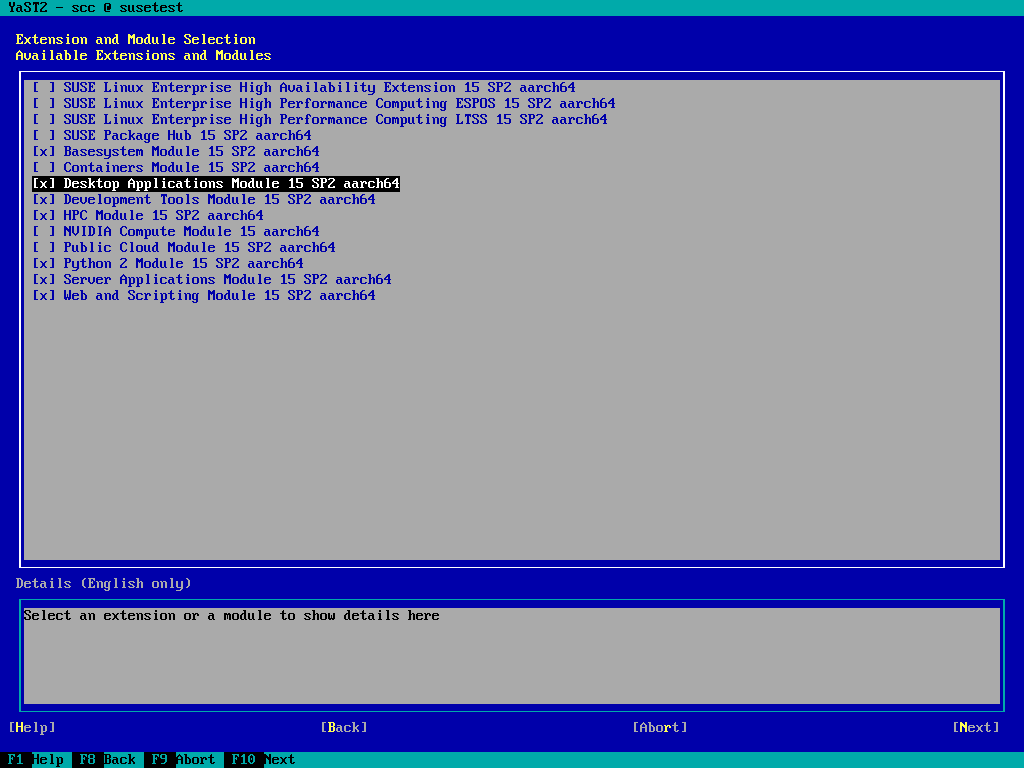 YaST2 - scc @ susetest
Extension and Module Selection
Available Extensions and Modules
[ ] SUSE Linux Enterprise High Availability Extension 15 SP2 aarch64
[ ] SUSE Linux Enterprise High Performance Computing ESPOS 15 SP2 aarch64
[ ] SUSE Linux Enterprise High Performance Computing LTSS 15 SP2 aarch64
[ ] SUSE Package Hub 15 SP2 aarch64
[x] Basesystem Module 15 SP2 aarch64
[ ] Containers Module 15 SP2 aarch64
[x] Desktop Applications Module 15 SP2 aarch64
[x] Development Tools Module 15 SP2 aarch64
[x] HPC Module 15 SP2 aarch64
[ ] NVIDIA Compute Module 15 aarch64
[ ] Public Cloud Module 15 SP2 aarch64
[x] Python 2 Module 15 SP2 aarch64
[x] Server Applications Module 15 SP2 aarch64
[x] Web and Scripting Module 15 SP2 aarch64
Details (English only)
Select an extension or a module to show details here
[Help] [Back] [Abort] [Next]
F1 Help F8 Back F9 Abort F10 Next